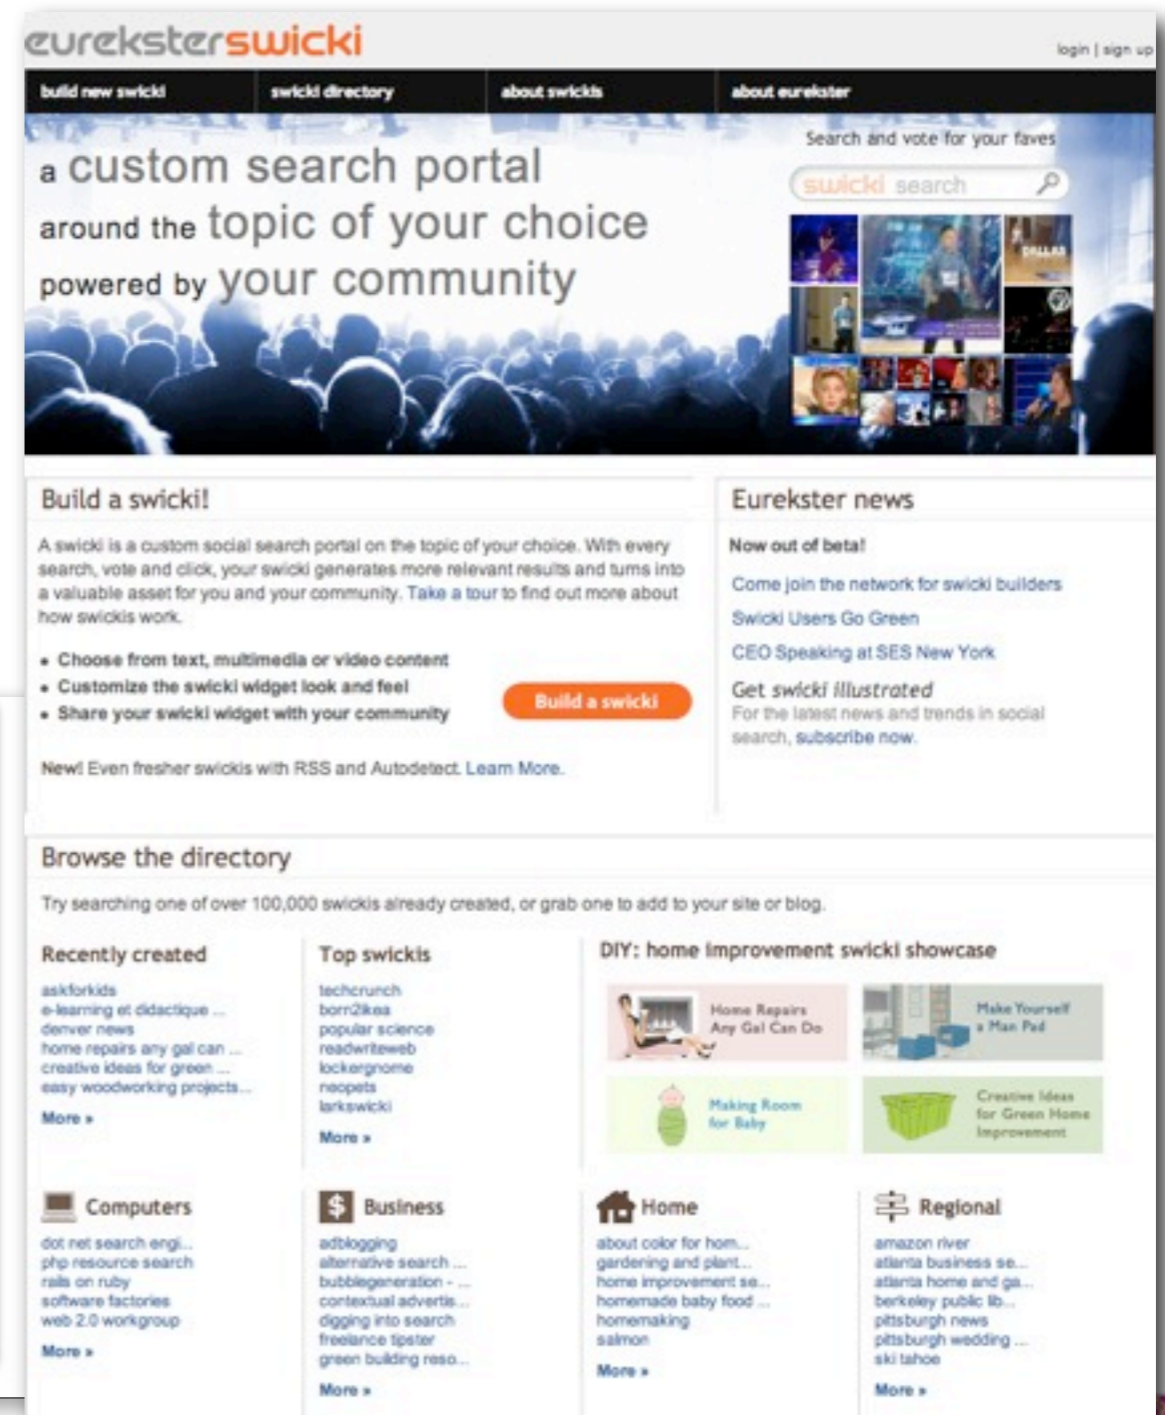 eurekster swicki
login | sign up
build new swicki
swicki directory
about swickis
about eurekster
a custom search portal
around the topic of your choice
powered by your community
Search and vote for your faves
swicki search
DALLAS
Build a swicki!
A swicki is a custom social search portal on the topic of your choice. With every
search, vote and click, your swicki generates more relevant results and turns into
a valuable asset for you and your community. Take a tour to find out more about
how swickis work.
• Choose from text, multimedia or video content
• Customize the swicki widget look and feel
• Share your swicki widget with your community
Build a swicki
New! Even fresher swickis with RSS and Autodetect. Learn More.
Eurekster news
Now out of beta!
Come join the network for swicki builders
Swicki Users Go Green
CEO Speaking at SES New York
Get swicki illustrated
For the latest news and trends in social
search, subscribe now.
Browse the directory
Try searching one of over 100,000 swickis already created, or grab one to add to your site or blog.
Recently created
askforkids
e-learning et didactique ...
denver news
home repairs any gal can ...
creative ideas for green ...
easy woodworking projects...
More »
Top swickis
techcrunch
born2ikea
popular science
readwriteweb
lockergnome
neopets
larkswicki
More »
DIY: home improvement swicki showcase
Home Repairs
Any Gal Can Do
Make Yourself
a Man Pad
Making Room
for Baby
Creative Ideas
for Green Home
Improvement
Computers
dot net search engi...
php resource search
rails on ruby
software factories
web 2.0 workgroup
More »
$ Business
adblogging
alternative search ...
bubblegeneration - ...
contextual advertis...
digging into search
freelance tipster
green building reso...
More »
Home
about color for hom...
gardening and plant...
home improvement se...
homemade baby food ...
homemaking
salmon
More »
Regional
amazon river
atlanta business se...
atlanta home and ga...
berkeley public lib...
pittsburgh news
pittsburgh wedding ...
ski tahoe
More »